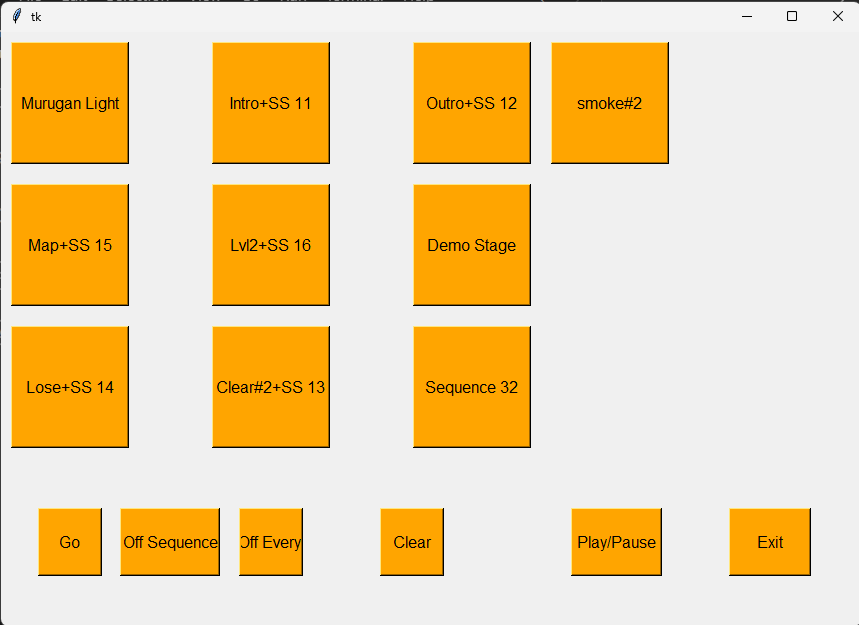 tk
Murugan Light
Intro+SS 11
Outro+SS 12
smoke#2
Map+SS 15
Lvl2+SS 16
Demo Stage
Lose+SS 14
Clear#2+SS 13
Sequence 32
Go
Off Sequence
Off Every
Clear
Play/Pause
Exit